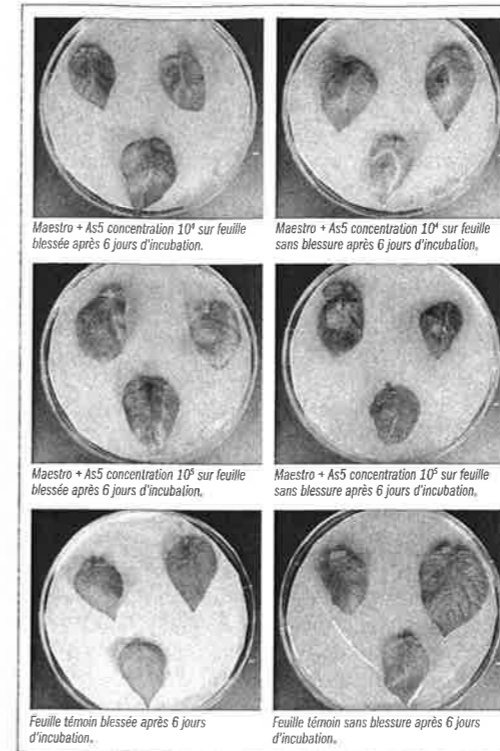 Maestro + As5 concentration 10⁴ sur feuille
blessée après 6 jours d'incubation.
Maestro + As5 concentration 10⁴ sur feuille
sans blessure après 6 jours d'incubation.
Maestro + As5 concentration 10⁵ sur feuille
blessée après 6 jours d'incubation.
Maestro + As5 concentration 10⁵ sur feuille
sans blessure après 6 jours d'incubation.
Feuille témoin blessée après 6 jours
d'incubation.
Feuille témoin sans blessure après 6 jours
d'incubation.